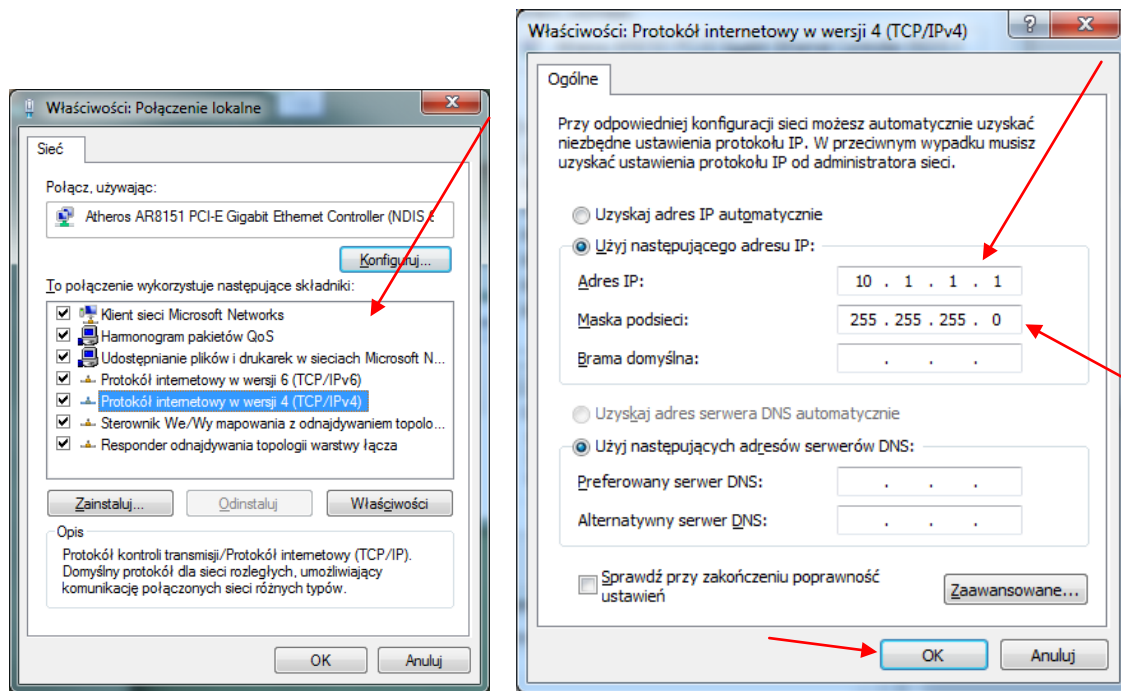 Właściwości: Połączenie lokalne
Sieć
Połącz, używając:
Atheros AR8151 PCI-E Gigabit Ethernet Controller (NDIS
Konfiguruj...
To połączenie wykorzystuje następujące składniki:
Klient sieci Microsoft Networks
Harmonogram pakietów QoS
Udostępnianie plików i drukarek w sieciach Microsoft N...
Protokół internetowy w wersji 6 (TCP/IPv6)
Protokół internetowy w wersji 4 (TCP/IPv4)
Sterownik We/Wy mapowania z odnajdywaniem topolo...
Responder odnajdywania topologii warstwy łącza
Zainstaluj...
Odinstaluj
Właściwości
Opis
Protokół kontroli transmisji/Protokół internetowy (TCP/IP).
Domyślny protokół dla sieci rozległych, umożliwiający
komunikację połączonych sieci różnych typów.
OK
Anuluj
Właściwości: Protokół internetowy w wersji 4 (TCP/IPv4)
Ogólne
Przy odpowiedniej konfiguracji sieci możesz automatycznie uzyskać
niezbędne ustawienia protokołu IP. W przeciwnym wypadku musisz
uzyskać ustawienia protokołu IP od administratora sieci.
Uzyskaj adres IP automatycznie
Użyj następującego adresu IP:
Adres IP: 10 . 1 . 1 . 1
Maska podsieci: 255 . 255 . 255 . 0
Brama domyślna: . . .
Uzyskaj adres serwera DNS automatycznie
Użyj następujących adresów serwerów DNS:
Preferowany serwer DNS: . . .
Alternatywny serwer DNS: . . .
Sprawdź przy zakończeniu poprawność
ustawień
Zaawansowane...
OK
Anuluj